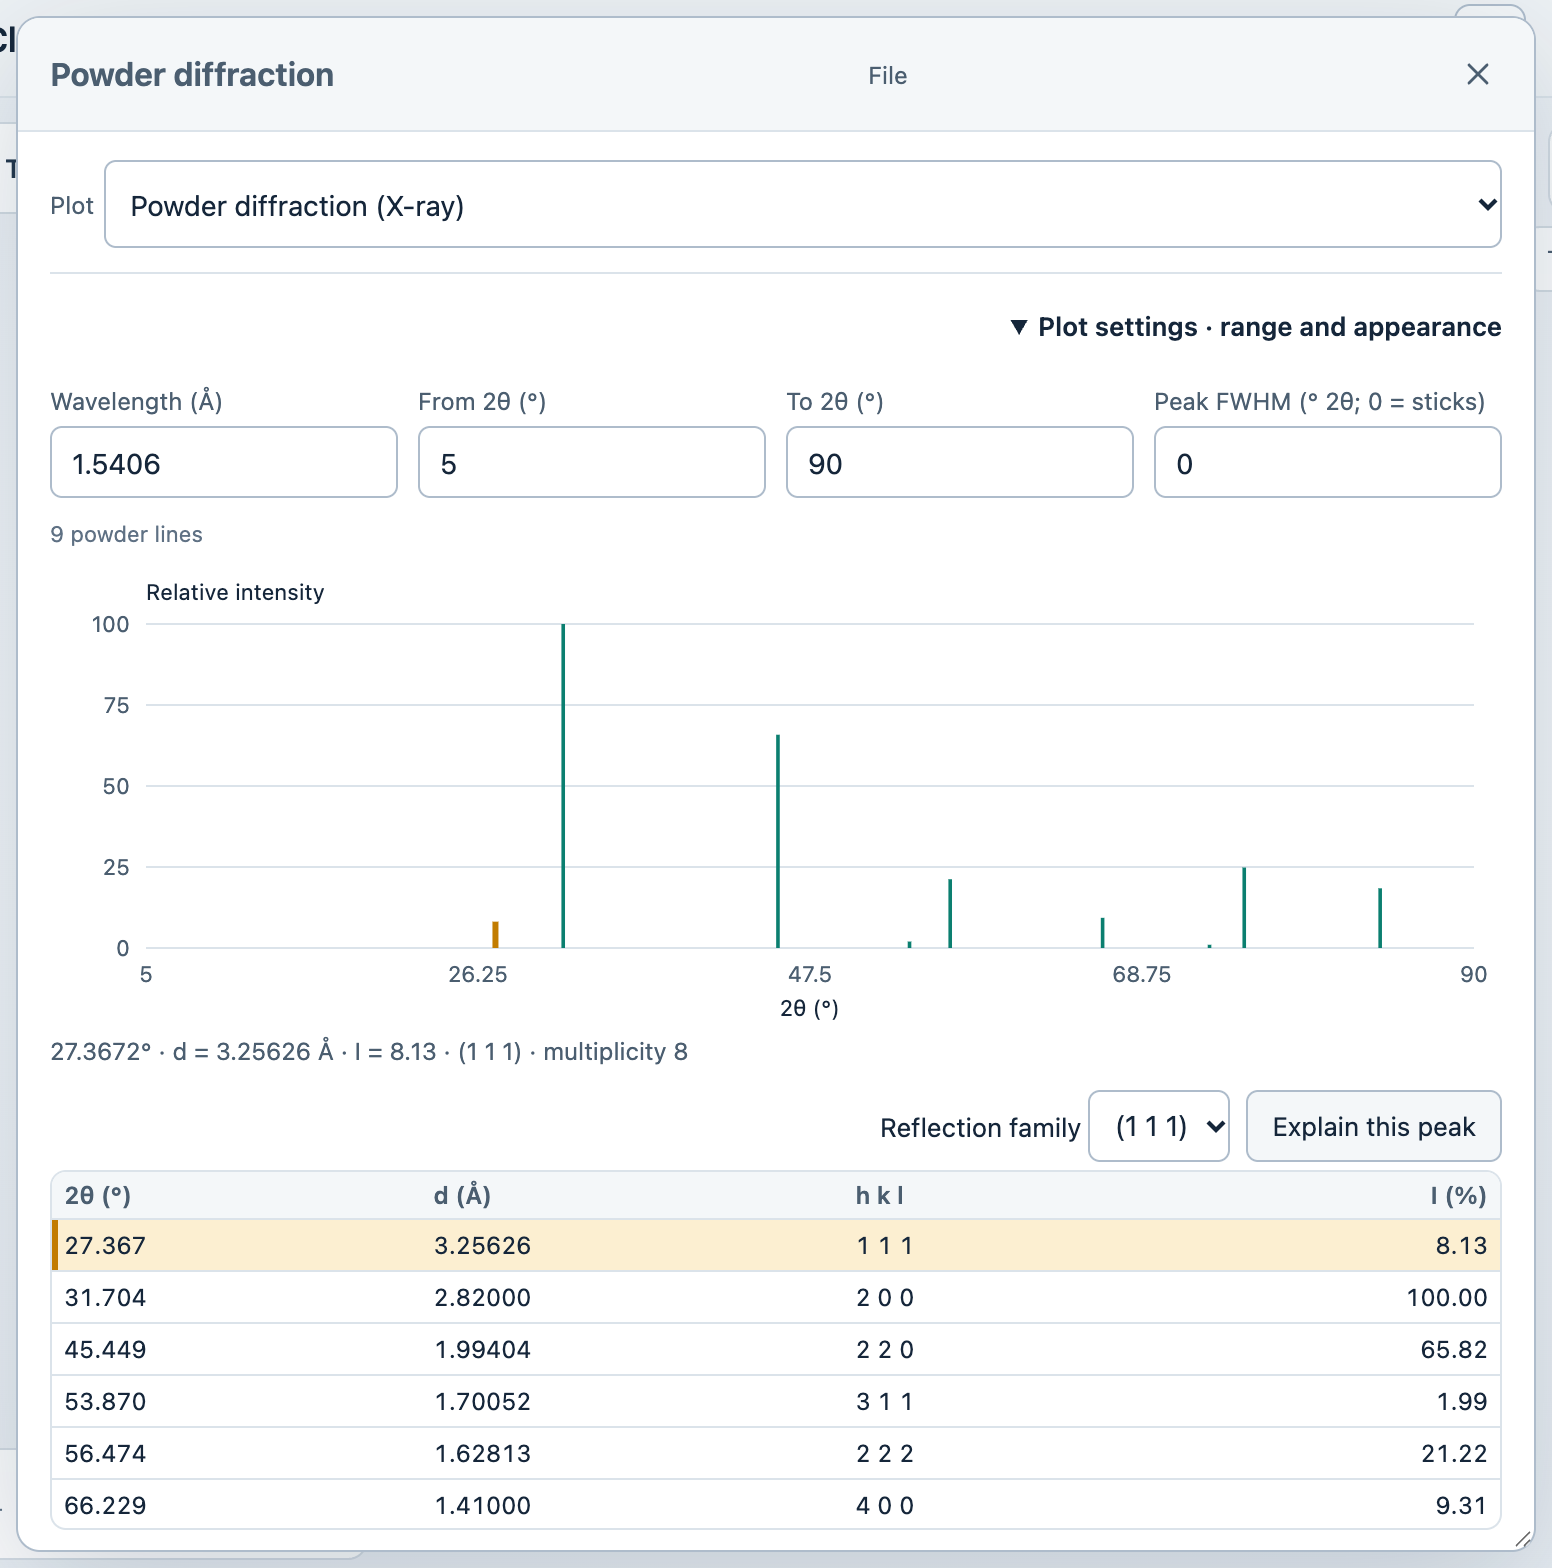 Powder diffraction File
Plot Powder diffraction (X-ray)
▼ Plot settings · range and appearance
Wavelength (Å) From 2θ (°) To 2θ (°) Peak FWHM (° 2θ; 0 = sticks)
1.5406 5 90 0
9 powder lines
Relative intensity
100
75
50
25
0
5 26.25 47.5 68.75 90
2θ (°)
27.3672° · d = 3.25626 Å · I = 8.13 · (1 1 1) · multiplicity 8
Reflection family (1 1 1) Explain this peak
2θ (°) d (Å) h k l I (%)
27.367 3.25626 1 1 1 8.13
31.704 2.82000 2 0 0 100.00
45.449 1.99404 2 2 0 65.82
53.870 1.70052 3 1 1 1.99
56.474 1.62813 2 2 2 21.22
66.229 1.41000 4 0 0 9.31